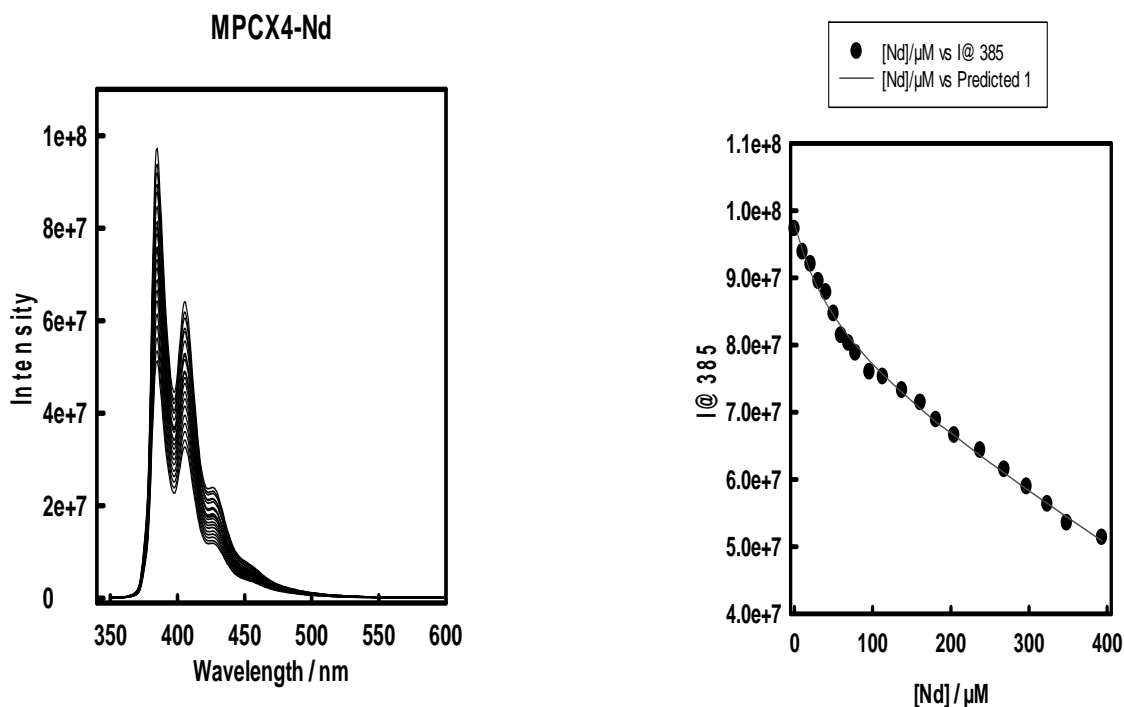 MPCX4-Nd
Intensity
1e+8
8e+7
6e+7
4e+7
2e+7
0
350 400 450 500 550 600
Wavelength / nm
[Nd]/µM vs I@ 385
[Nd]/µM vs Predicted 1
I@ 385
1.1e+8
1.0e+8
9.0e+7
8.0e+7
7.0e+7
6.0e+7
5.0e+7
4.0e+7
0 100 200 300 400
[Nd] / µM